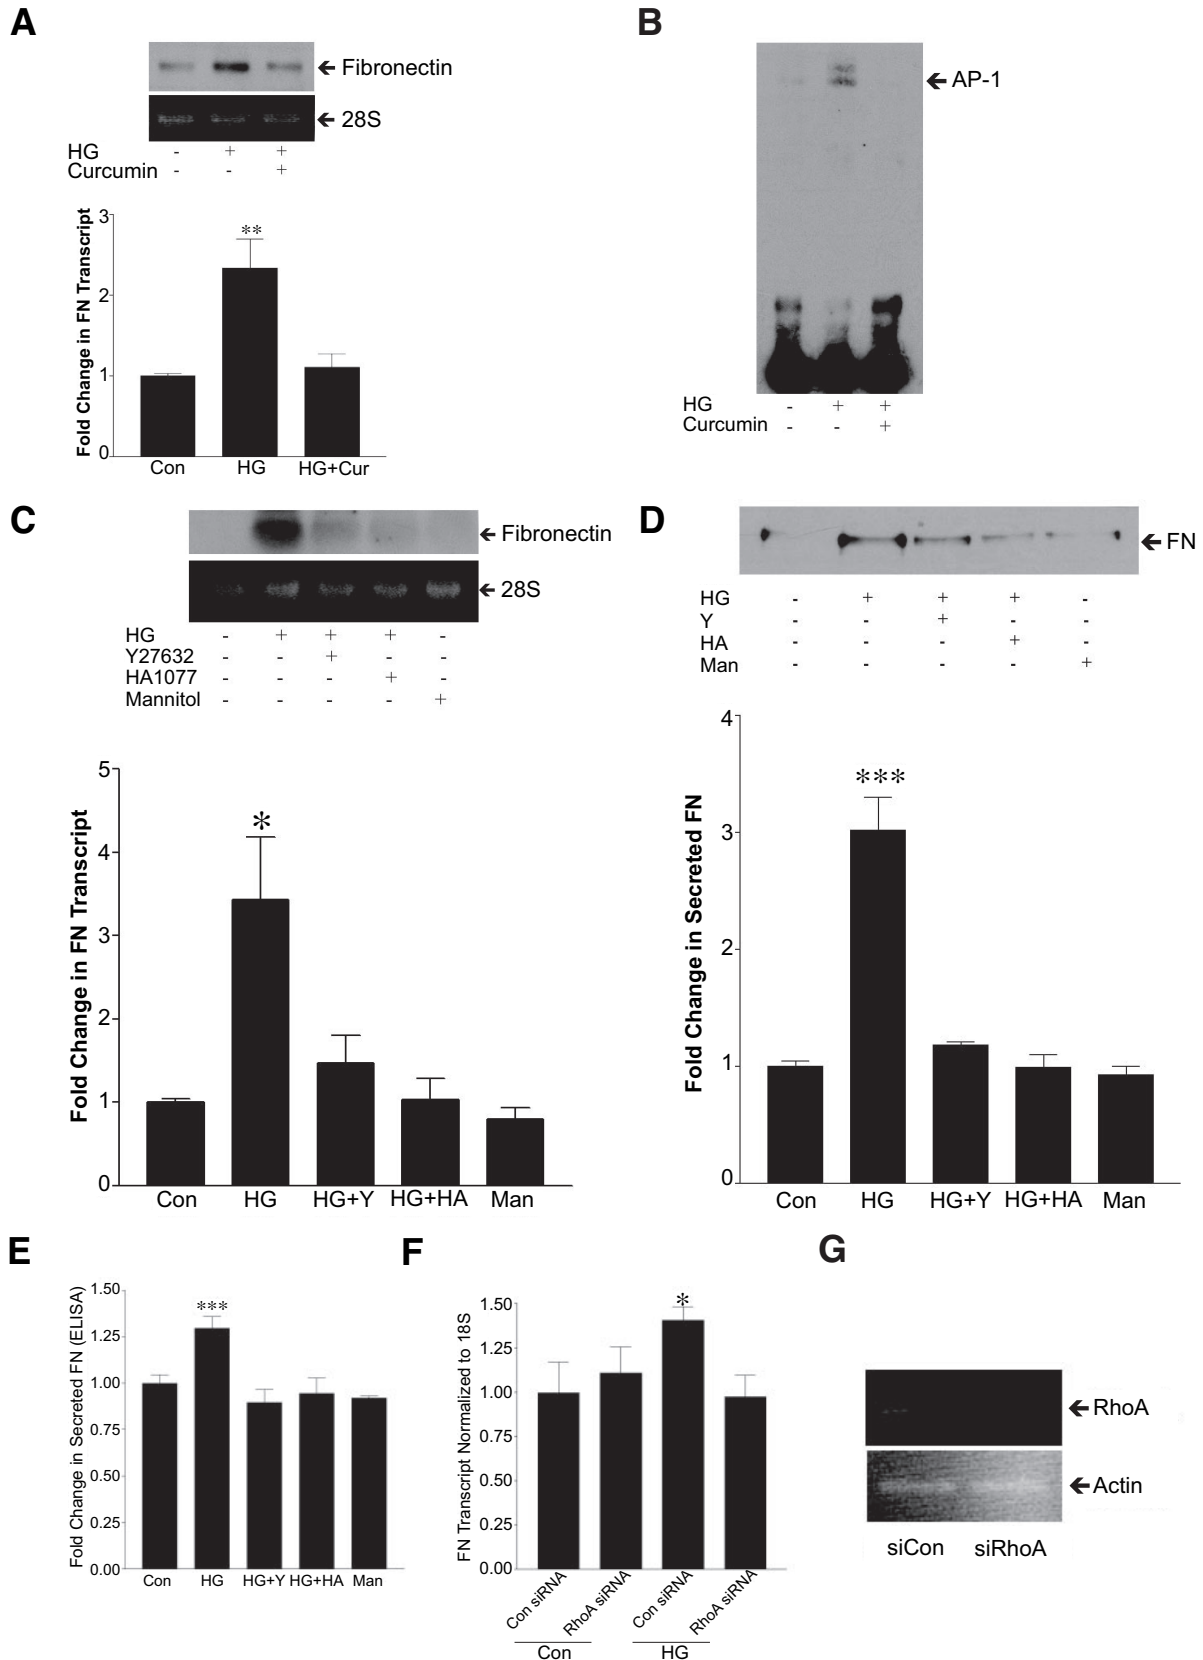 A
← Fibronectin
← 28S
HG - + +
Curcumin - - +
Fold Change in FN Transcript
3
2
1
0
**
Con HG HG+Cur
B
← AP-1
HG - + +
Curcumin - - +
C
← Fibronectin
← 28S
HG - + + + -
Y27632 - - + - -
HA1077 - - - + -
Mannitol - - - - +
Fold Change in FN Transcript
5
4
3
2
1
0
*
Con HG HG+Y HG+HA Man
D
← FN
HG - + + + -
Y - - + - -
HA - - - + -
Man - - - - +
Fold Change in Secreted FN
4
3
2
1
0
***
Con HG HG+Y HG+HA Man
E
Fold Change in Secreted FN (ELISA)
1.50
1.25
1.00
0.75
0.50
0.25
0.00
***
Con HG HG+Y HG+HA Man
F
FN Transcript Normalized to 18S
1.50
1.25
1.00
0.75
0.50
0.25
0.00
*
Con siRNA RhoA siRNA Con siRNA RhoA siRNA
Con HG
G
← RhoA
← Actin
siCon siRhoA